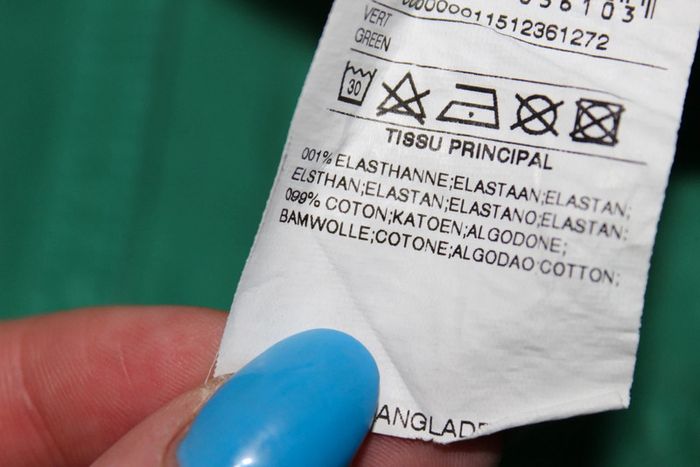 VERT
GREEN
30
TISSU PRINCIPAL
001% ELASTHANNE;ELASTAAN;ELASTAN;
ELSTHAN;ELASTAN;ELASTANO;ELASTAN;
099% COTON;KATOEN;ALGODONE;
BAMWOLLE;COTONE;ALGODAO COTTON;
ANGLADE